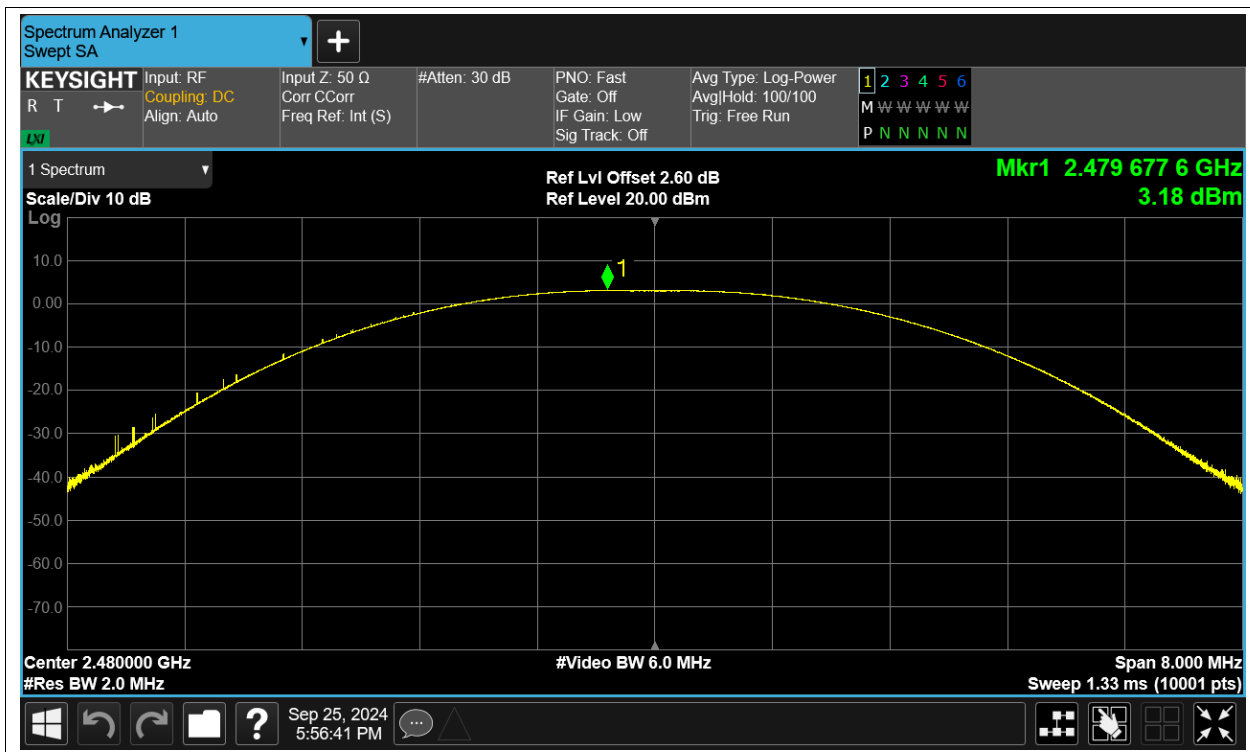 Spectrum Analyzer 1
Swept SA
KEYSIGHT
R T
LXI
Input: RF
Coupling: DC
Align: Auto
Input Z: 50 Ω
Corr CCorr
Freq Ref: Int (S)
#Atten: 30 dB
PNO: Fast
Gate: Off
IF Gain: Low
Sig Track: Off
Avg Type: Log-Power
Avg|Hold: 100/100
Trig: Free Run
1 2 3 4 5 6
M W W W W W
P N N N N N
1 Spectrum
Scale/Div 10 dB
Ref Lvl Offset 2.60 dB
Ref Level 20.00 dBm
Mkr1 2.479 677 6 GHz
3.18 dBm
Log
10.0
1
0.00
-10.0
-20.0
-30.0
-40.0
-50.0
-60.0
-70.0
Center 2.480000 GHz
#Video BW 6.0 MHz
Span 8.000 MHz
#Res BW 2.0 MHz
Sweep 1.33 ms (10001 pts)
?
Sep 25, 2024
5:56:41 PM